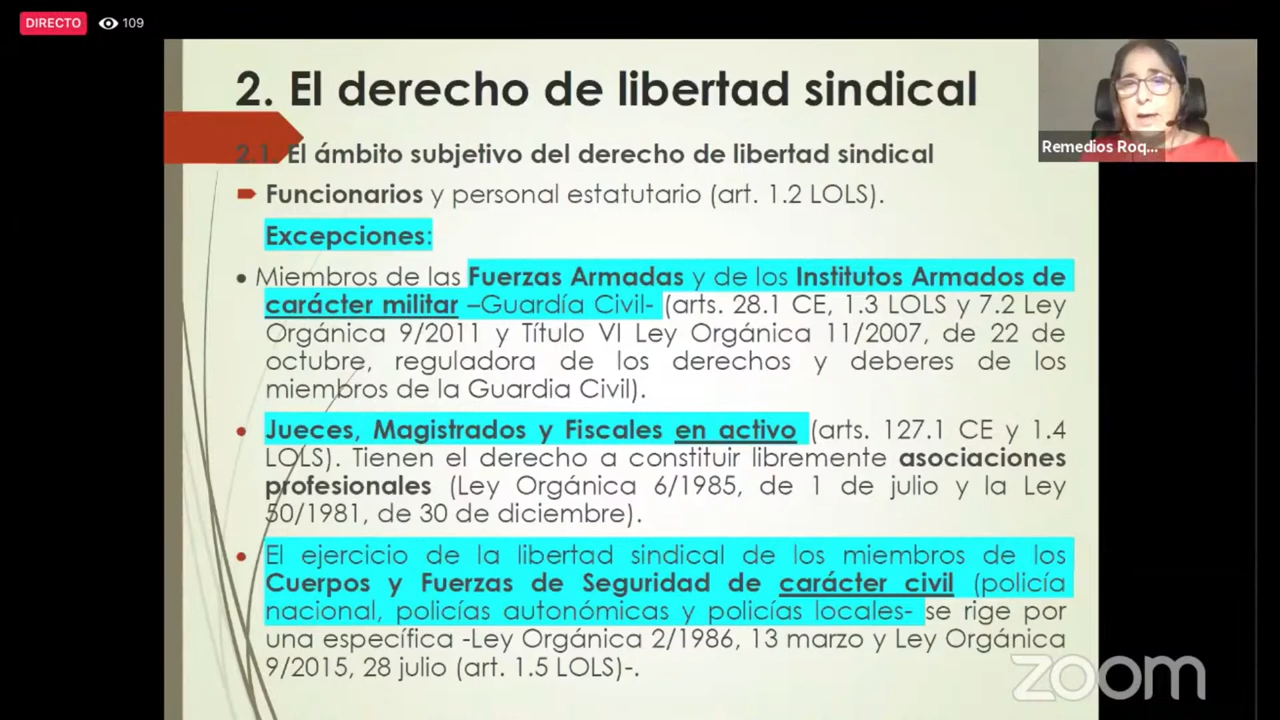 DIRECTO 109
2. El derecho de libertad sindical
Remedios Roq...
2.1. El ámbito subjetivo del derecho de libertad sindical
Funcionarios y personal estatutario (art. 1.2 LOLS).
Excepciones:
• Miembros de las Fuerzas Armadas y de los Institutos Armados de
carácter militar –Guardía Civil- (arts. 28.1 CE, 1.3 LOLS y 7.2 Ley
Orgánica 9/2011 y Título VI Ley Orgánica 11/2007, de 22 de
octubre, reguladora de los derechos y deberes de los
miembros de la Guardia Civil).
• Jueces, Magistrados y Fiscales en activo (arts. 127.1 CE y 1.4
LOLS). Tienen el derecho a constituir libremente asociaciones
profesionales (Ley Orgánica 6/1985, de 1 de julio y la Ley
50/1981, de 30 de diciembre).
• El ejercicio de la libertad sindical de los miembros de los
Cuerpos y Fuerzas de Seguridad de carácter civil (policía
nacional, policías autonómicas y policías locales- se rige por
una específica -Ley Orgánica 2/1986, 13 marzo y Ley Orgánica
9/2015, 28 julio (art. 1.5 LOLS)-.
zoom